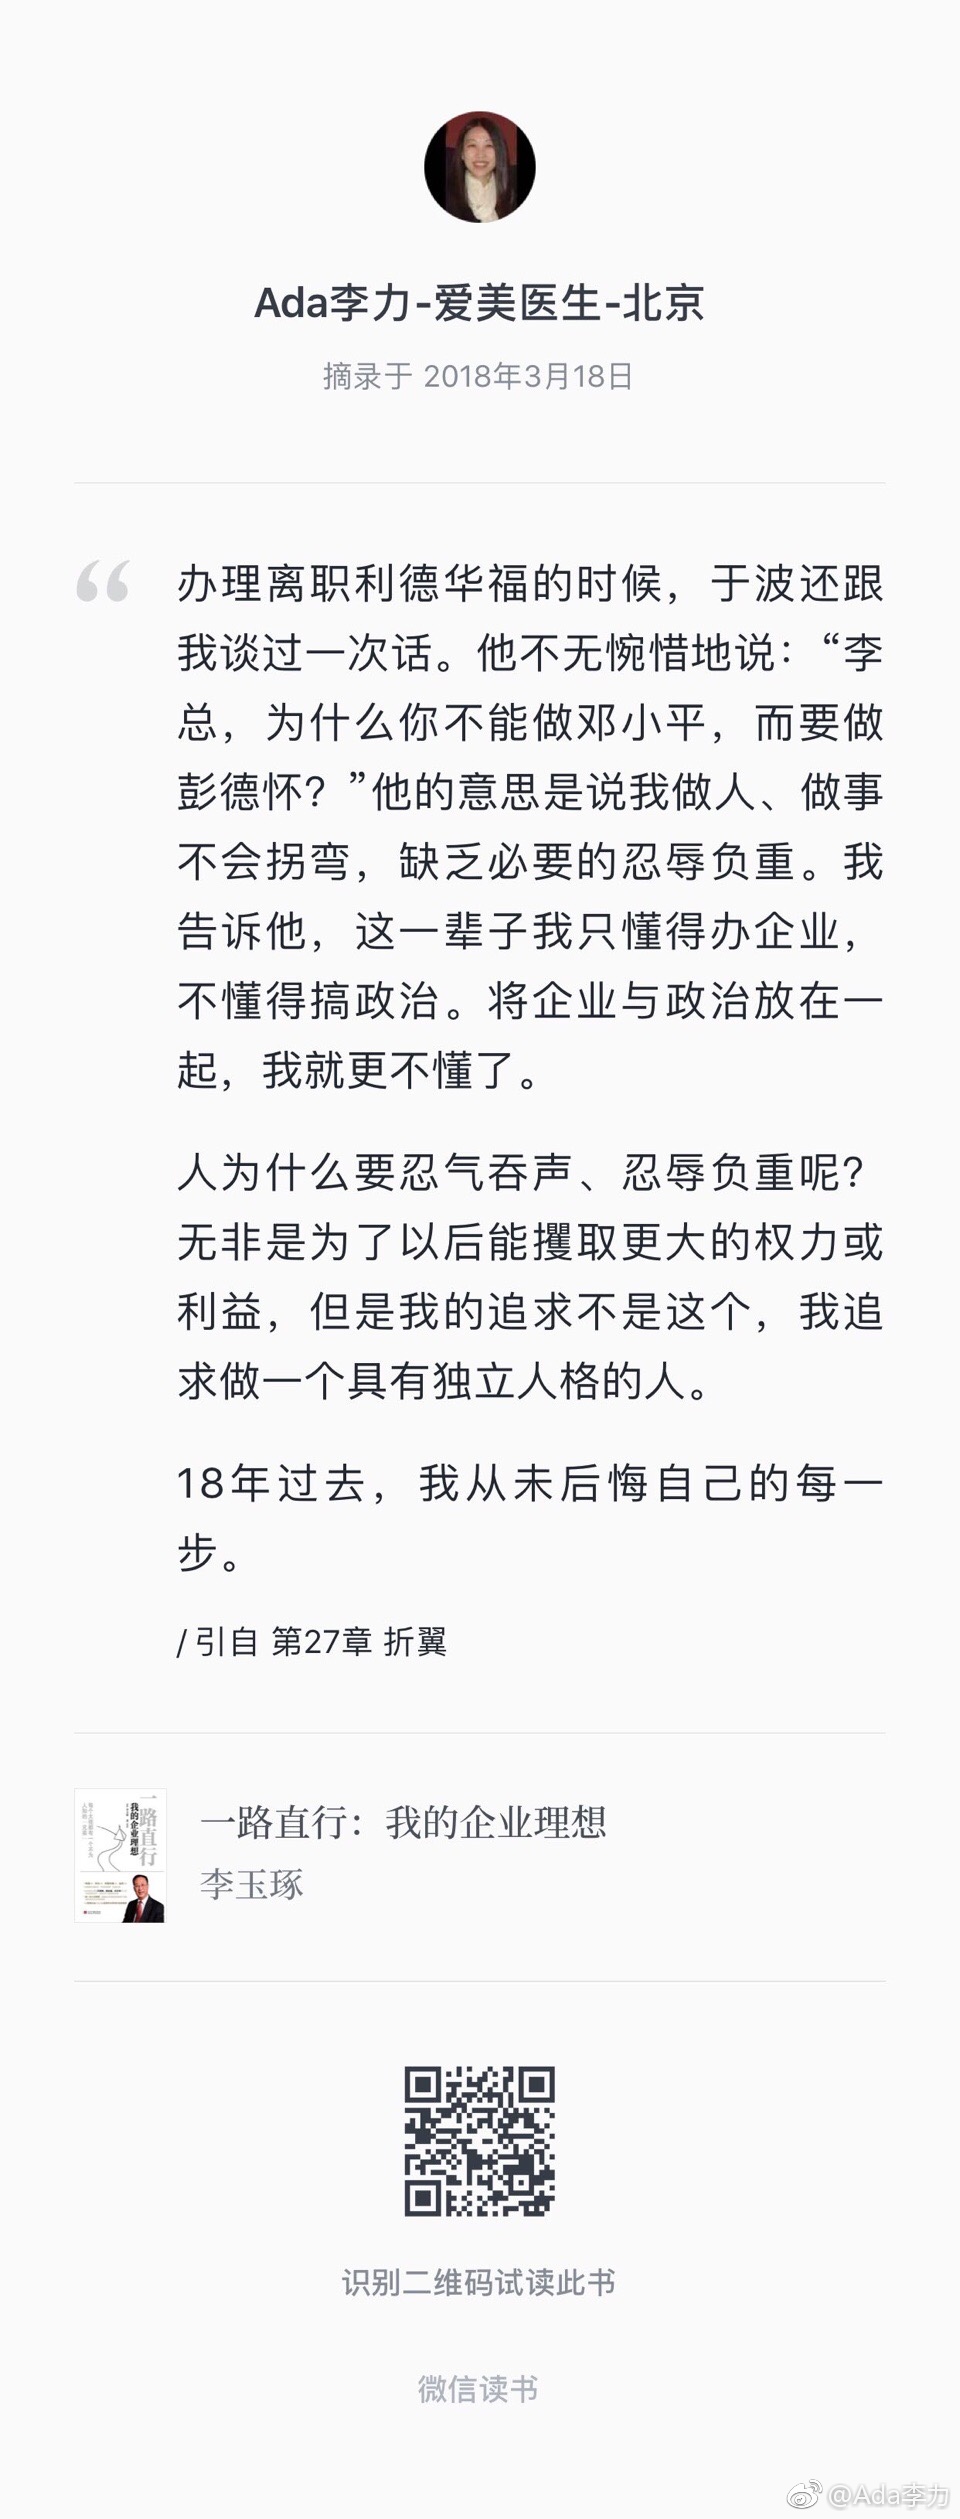 Ada李力-爱美医生-北京
摘录于 2018年3月18日
“
办理离职利德华福的时候，于波还跟
我谈过一次话。他不无惋惜地说：“李
总，为什么你不能做邓小平，而要做
彭德怀？”他的意思是说我做人、做事
不会拐弯，缺乏必要的忍辱负重。我
告诉他，这一辈子我只懂得办企业，
不懂得搞政治。将企业与政治放在一
起，我就更不懂了。
人为什么要忍气吞声、忍辱负重呢？
无非是为了以后能攫取更大的权力或
利益，但是我的追求不是这个，我追
求做一个具有独立人格的人。
18年过去，我从未后悔自己的每一
步。
/ 引自 第27章 折翼
一路直行
我的企业理想
一路直行：我的企业理想
李玉琢
识别二维码试读此书
微信读书
@Ada李力